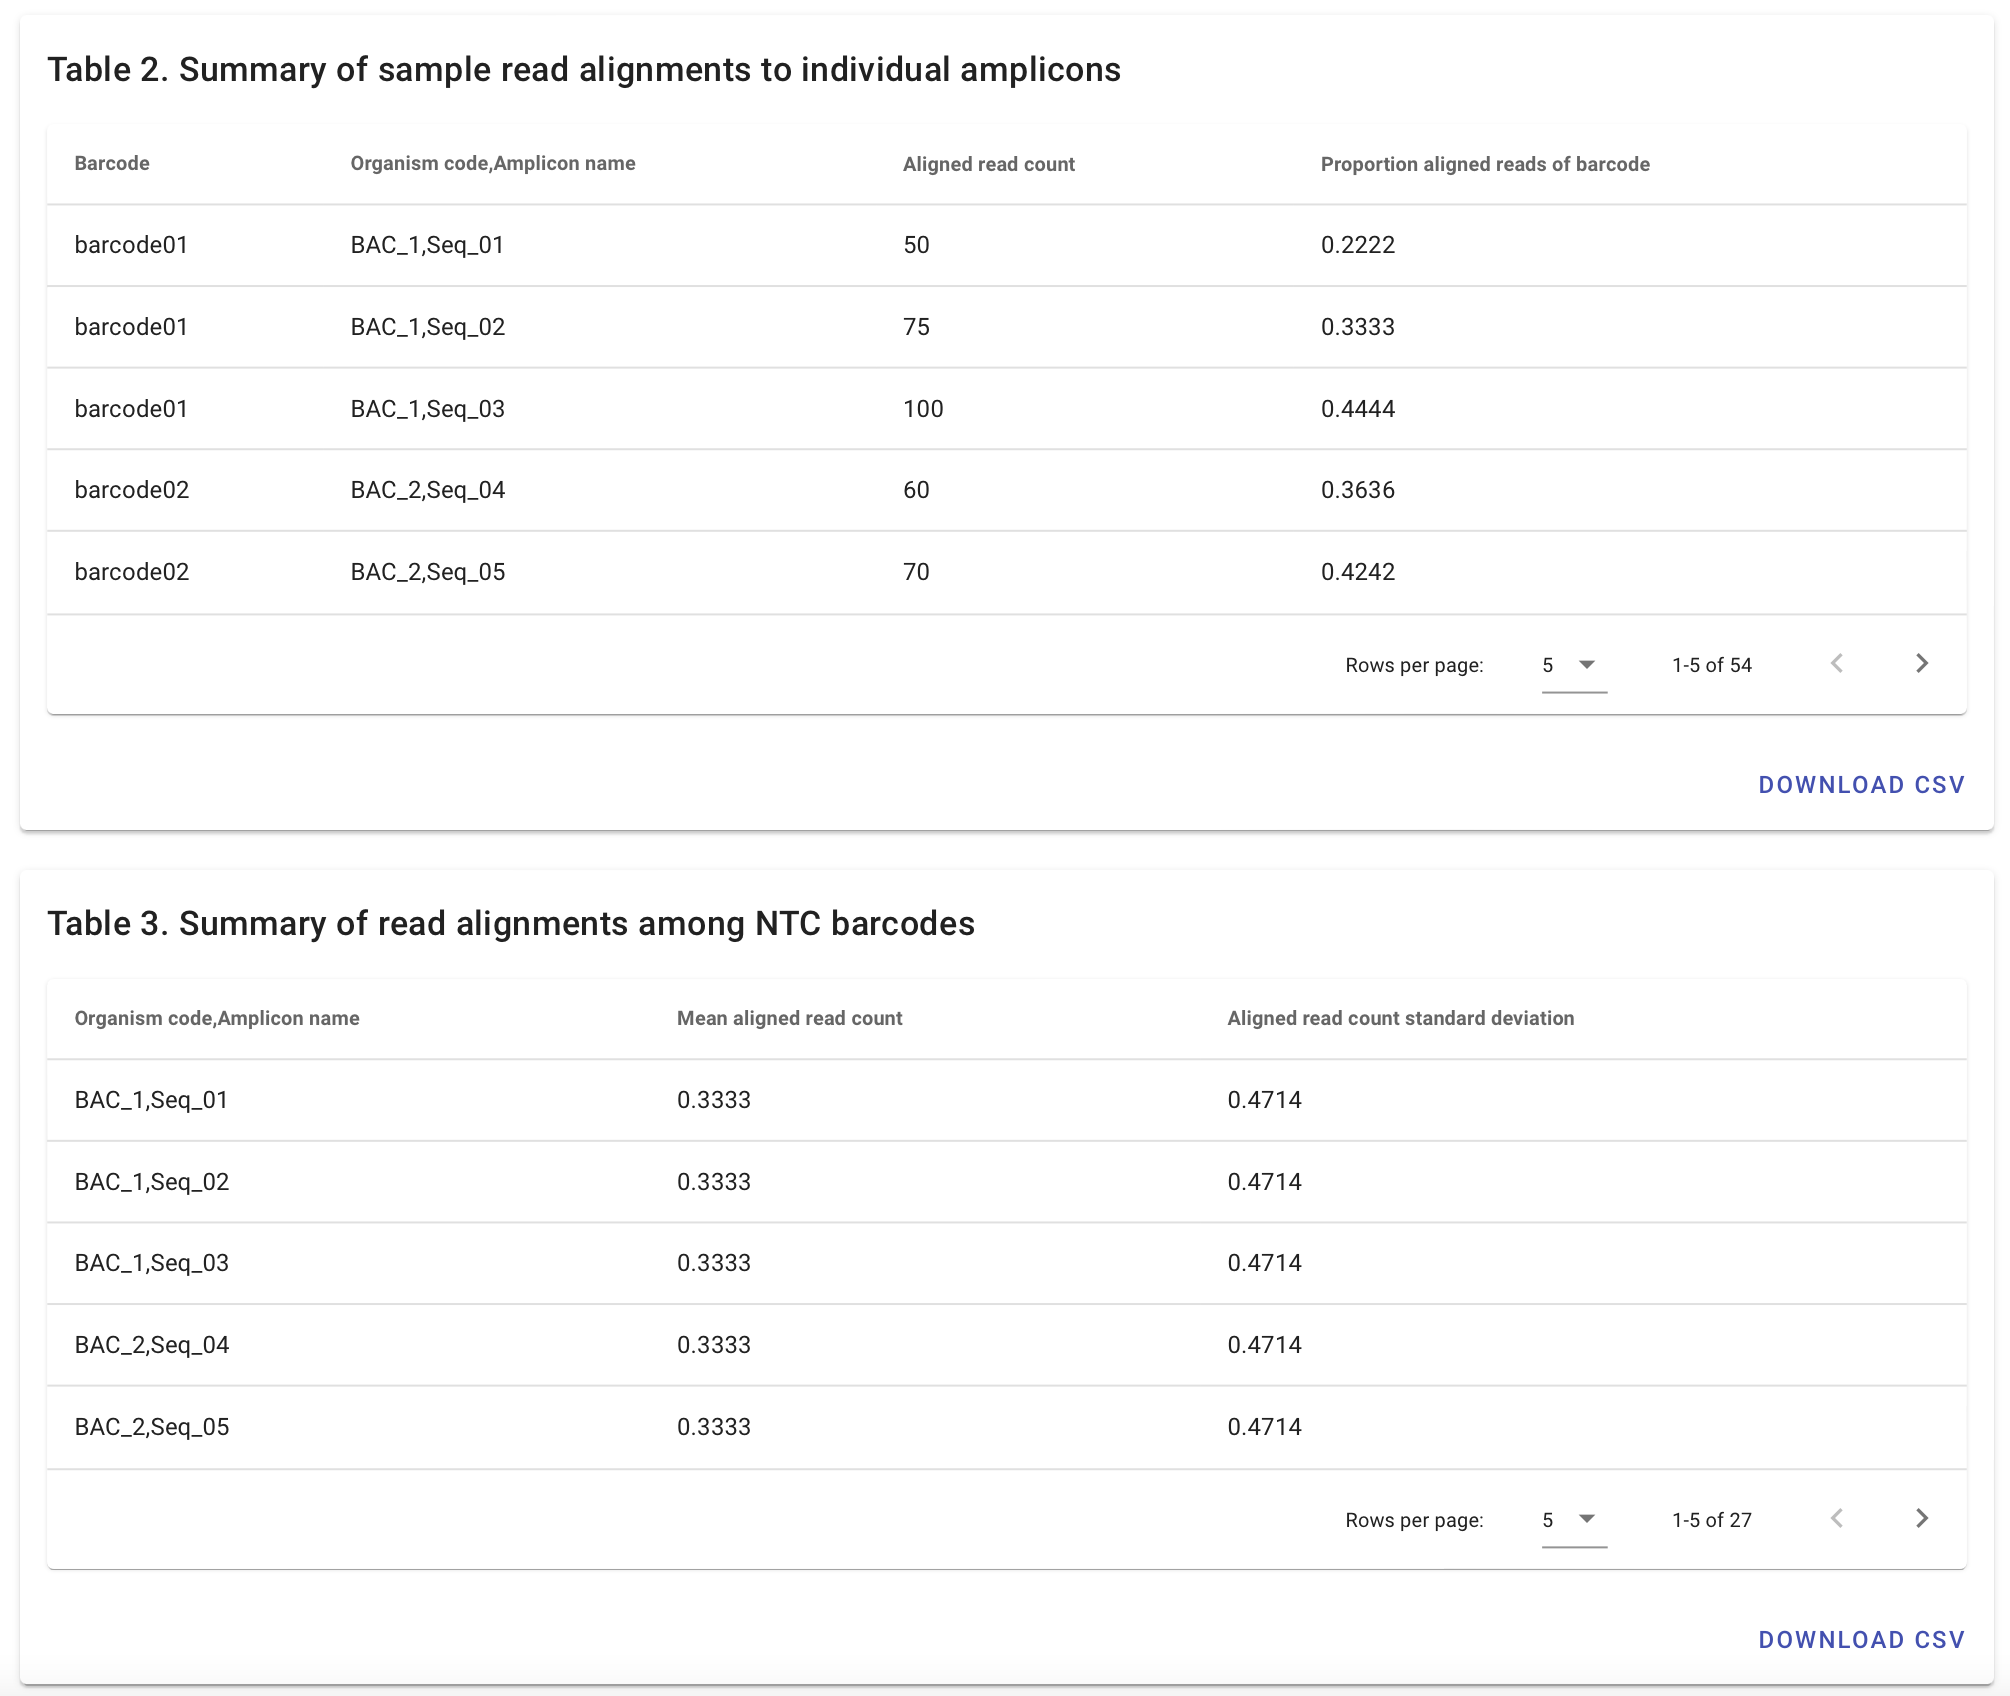 Table 2. Summary of sample read alignments to individual amplicons
Barcode Organism code,Amplicon name Aligned read count Proportion aligned reads of barcode
barcode01 BAC_1,Seq_01 50 0.2222
barcode01 BAC_1,Seq_02 75 0.3333
barcode01 BAC_1,Seq_03 100 0.4444
barcode02 BAC_2,Seq_04 60 0.3636
barcode02 BAC_2,Seq_05 70 0.4242
Rows per page: 5 1-5 of 54
DOWNLOAD CSV
Table 3. Summary of read alignments among NTC barcodes
Organism code,Amplicon name Mean aligned read count Aligned read count standard deviation
BAC_1,Seq_01 0.3333 0.4714
BAC_1,Seq_02 0.3333 0.4714
BAC_1,Seq_03 0.3333 0.4714
BAC_2,Seq_04 0.3333 0.4714
BAC_2,Seq_05 0.3333 0.4714
Rows per page: 5 1-5 of 27
DOWNLOAD CSV